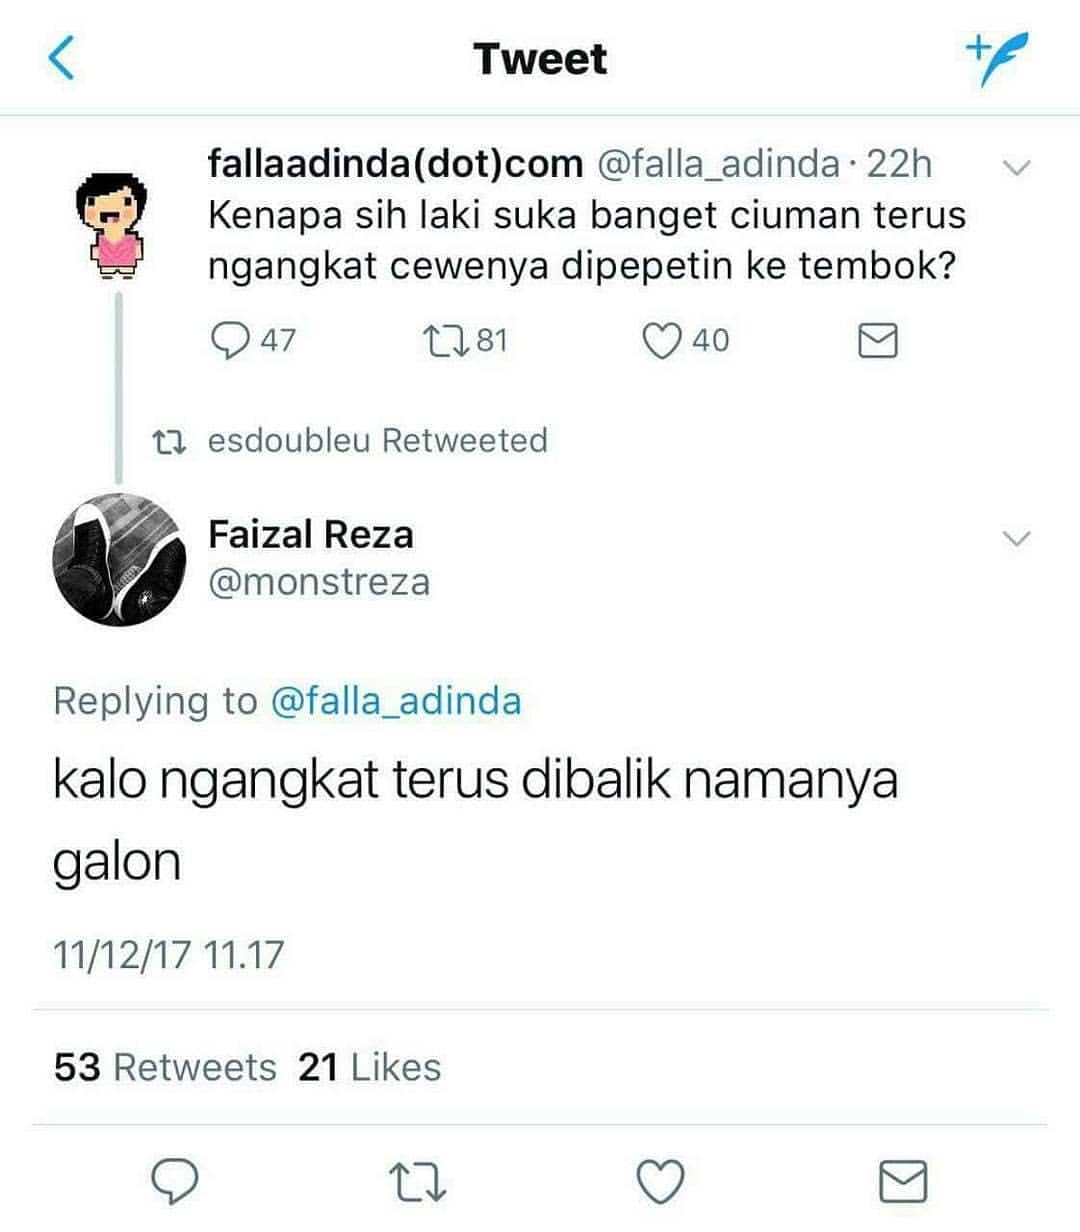 Tweet
fallaadinda(dot)com @falla_adinda · 22h
Kenapa sih laki suka banget ciuman terus
ngangkat cewenya dipepetin ke tembok?
47 81 40
esdoubleu Retweeted
Faizal Reza
@monstreza
Replying to @falla_adinda
kalo ngangkat terus dibalik namanya
galon
11/12/17 11.17
53 Retweets 21 Likes